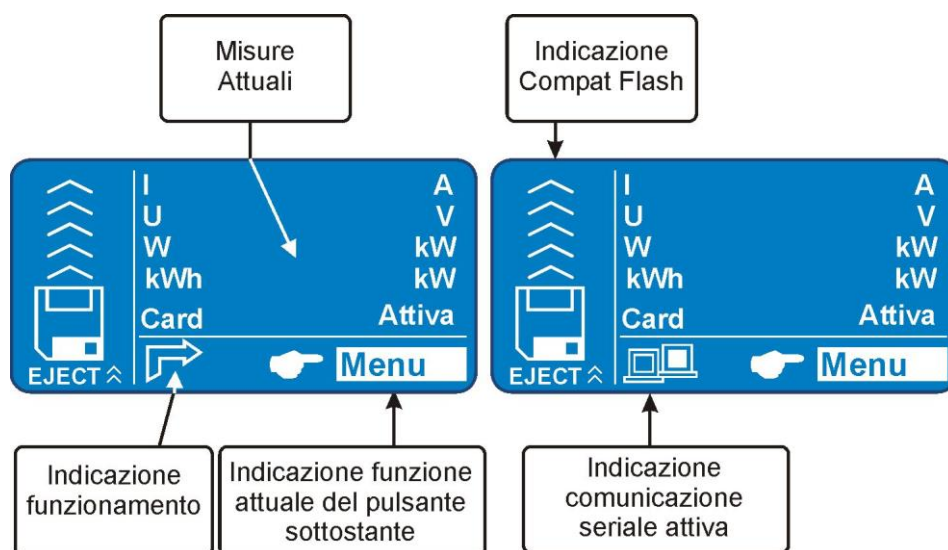 Misure
Attuali
Indicazione
Compat Flash
I A
U V
W kW
kWh kW
Card Attiva
EJECT
Menu
I A
U V
W kW
kWh kW
Card Attiva
EJECT
Menu
Indicazione
funzionamento
Indicazione funzione
attuale del pulsante
sottostante
Indicazione
comunicazione
seriale attiva